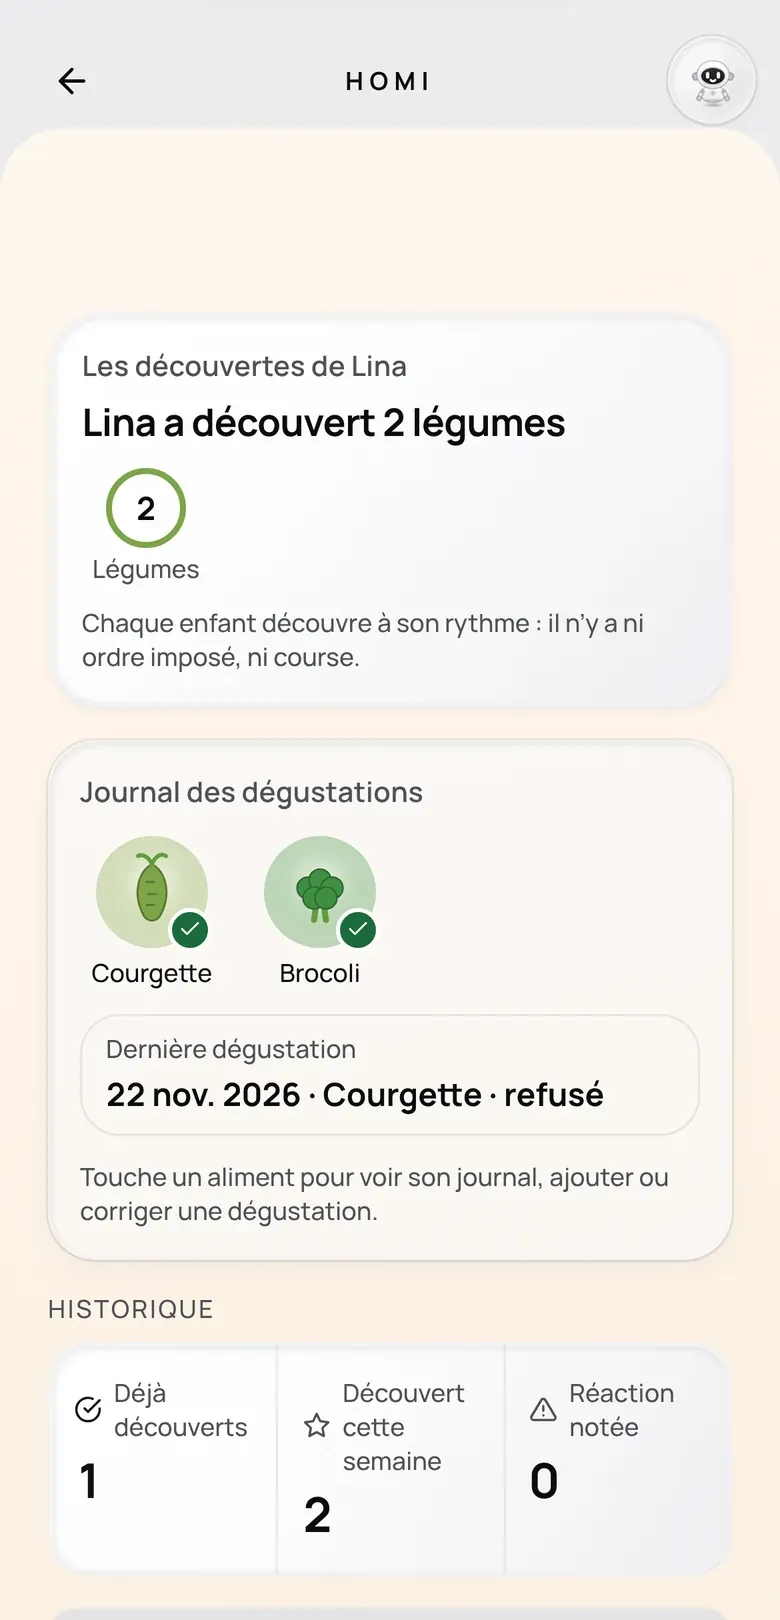 HOMI
Les découvertes de Lina
Lina a découvert 2 légumes
2
Légumes
Chaque enfant découvre à son rythme : il n’y a ni
ordre imposé, ni course.
Journal des dégustations
Courgette
Brocoli
Dernière dégustation
22 nov. 2026 · Courgette · refusé
Touche un aliment pour voir son journal, ajouter ou
corriger une dégustation.
HISTORIQUE
Déjà
découverts
1
Découvert
cette
semaine
2
Réaction
notée
0